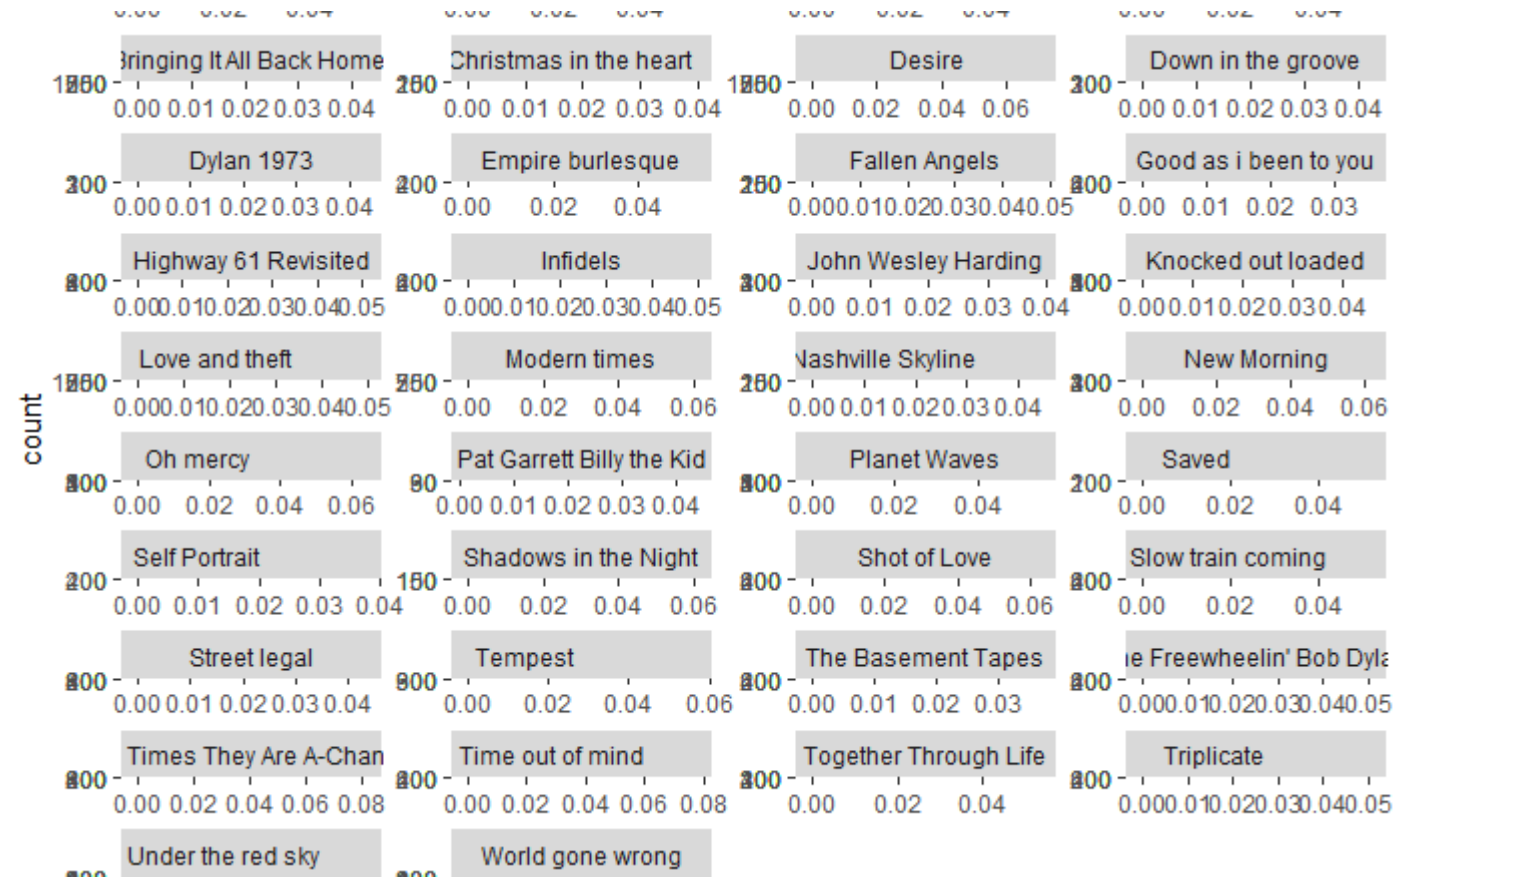 Bringing It All Back Home Christmas in the heart Desire Down in the groove
0.00 0.01 0.02 0.03 0.04 0.00 0.01 0.02 0.03 0.04 0.00 0.02 0.04 0.06 0.00 0.01 0.02 0.03 0.04
Dylan 1973 Empire burlesque Fallen Angels Good as i been to you
0.00 0.01 0.02 0.03 0.04 0.00 0.02 0.04 0.00 0.01 0.02 0.03 0.04 0.05 0.00 0.01 0.02 0.03
Highway 61 Revisited Infidels John Wesley Harding Knocked out loaded
0.00 0.01 0.02 0.03 0.04 0.05 0.00 0.01 0.02 0.03 0.04 0.05 0.00 0.01 0.02 0.03 0.04 0.00 0.01 0.02 0.03 0.04
Love and theft Modern times Nashville Skyline New Morning
0.00 0.01 0.02 0.03 0.04 0.05 0.00 0.02 0.04 0.06 0.00 0.01 0.02 0.03 0.04 0.00 0.02 0.04 0.06
count
Oh mercy Pat Garrett Billy the Kid Planet Waves Saved
0.00 0.02 0.04 0.06 0.00 0.01 0.02 0.03 0.04 0.00 0.02 0.04 0.00 0.02 0.04
Self Portrait Shadows in the Night Shot of Love Slow train coming
0.00 0.01 0.02 0.03 0.04 0.00 0.02 0.04 0.06 0.00 0.02 0.04 0.06 0.00 0.02 0.04
Street legal Tempest The Basement Tapes e Freewheelin' Bob Dyla
0.00 0.01 0.02 0.03 0.04 0.00 0.02 0.04 0.06 0.00 0.01 0.02 0.03 0.00 0.01 0.02 0.03 0.04 0.05
Times They Are A-Chan Time out of mind Together Through Life Triplicate
0.00 0.02 0.04 0.06 0.08 0.00 0.02 0.04 0.06 0.08 0.00 0.02 0.04 0.00 0.01 0.02 0.03 0.04 0.05
Under the red sky World gone wrong